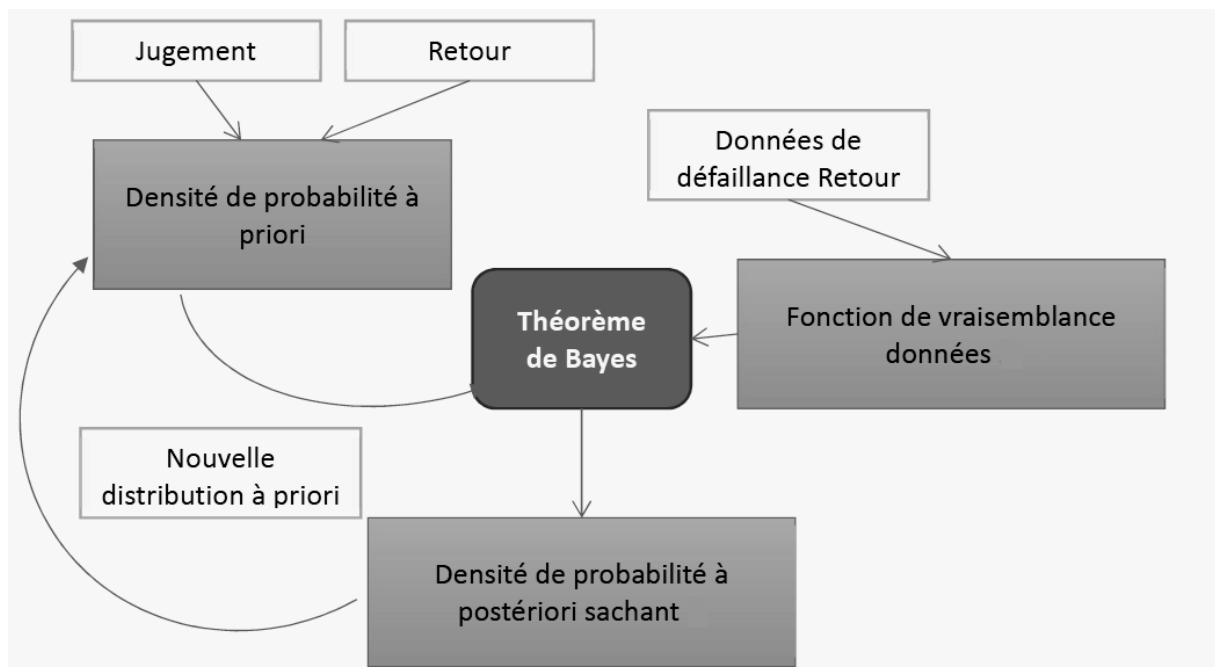 Jugement
Retour
Densité de probabilité à
priori
Données de
défaillance Retour
Théorème
de Bayes
Fonction de vraisemblance
données
Nouvelle
distribution à priori
Densité de probabilité à
postériori sachant